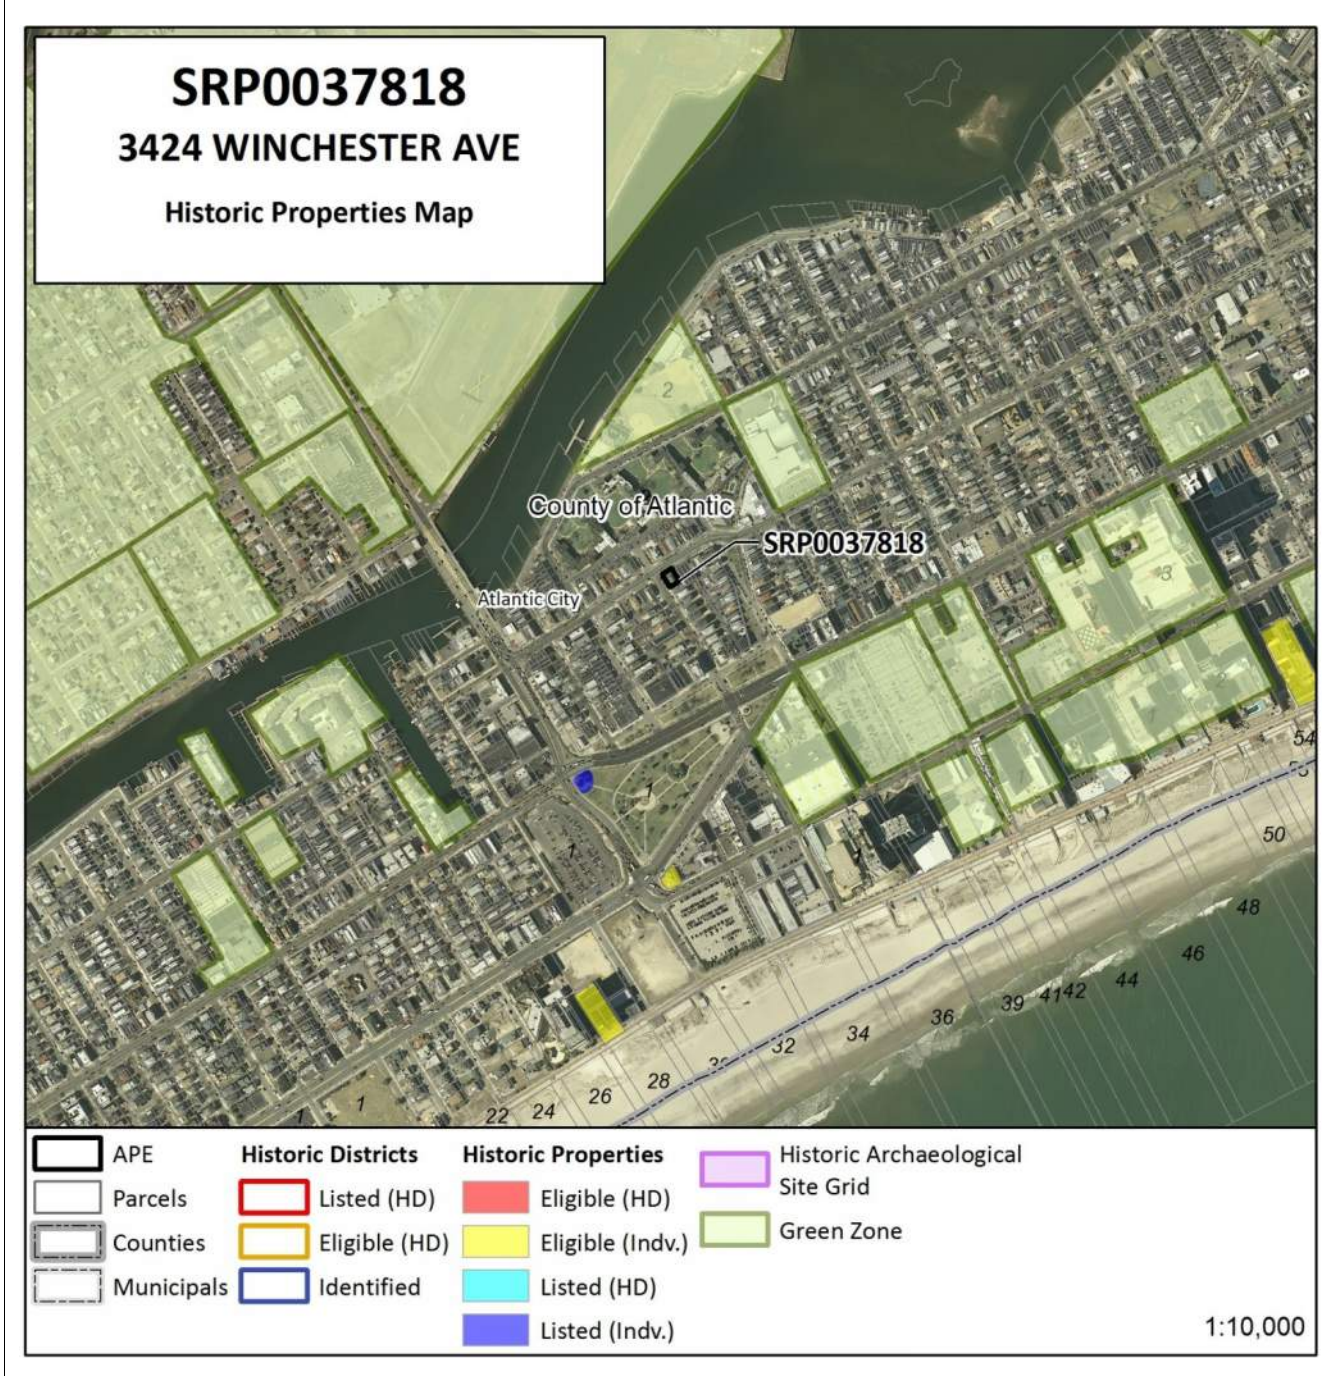 SRP0037818
3424 WINCHESTER AVE
Historic Properties Map
2
County of Atlantic
SRP0037818
Atlantic City
3
1
1
1
1
54
50
48
46
44
42
41
39
36
34
32
28
26
24
22
1
1
APE
Parcels
Counties
Municipals
Historic Districts
Listed (HD)
Eligible (HD)
Identified
Historic Properties
Eligible (HD)
Eligible (Indv.)
Listed (HD)
Listed (Indv.)
Historic Archaeological
Site Grid
Green Zone
1:10,000